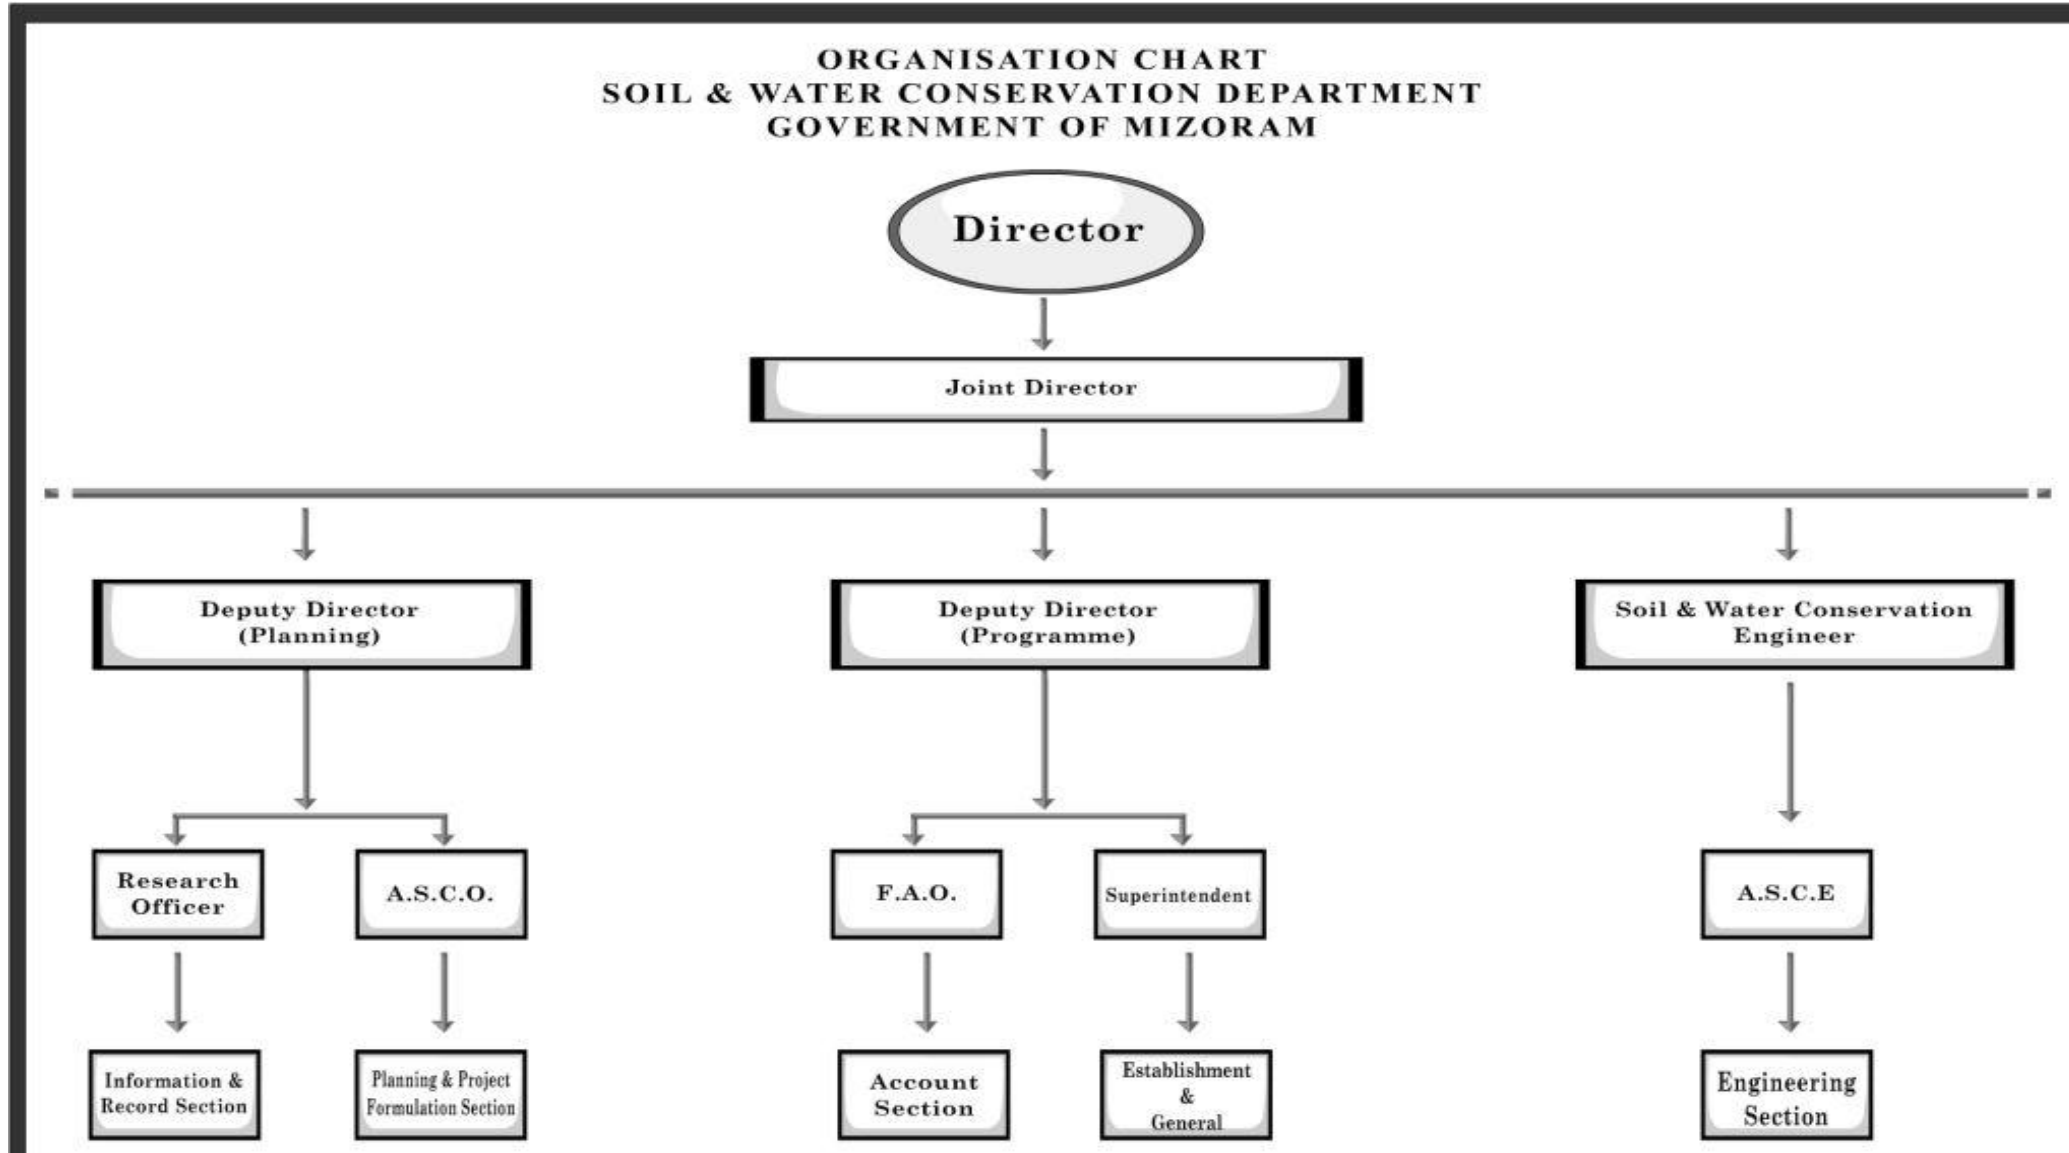 ORGANISATION CHART
SOIL & WATER CONSERVATION DEPARTMENT
GOVERNMENT OF MIZORAM
Director
Joint Director
Deputy Director
(Planning)
Deputy Director
(Programme)
Soil & Water Conservation
Engineer
Research
Officer
A.S.C.O.
F.A.O.
Superintendent
A.S.C.E
Information &
Record Section
Planning & Project
Formulation Section
Account
Section
Establishment
&
General
Engineering
Section